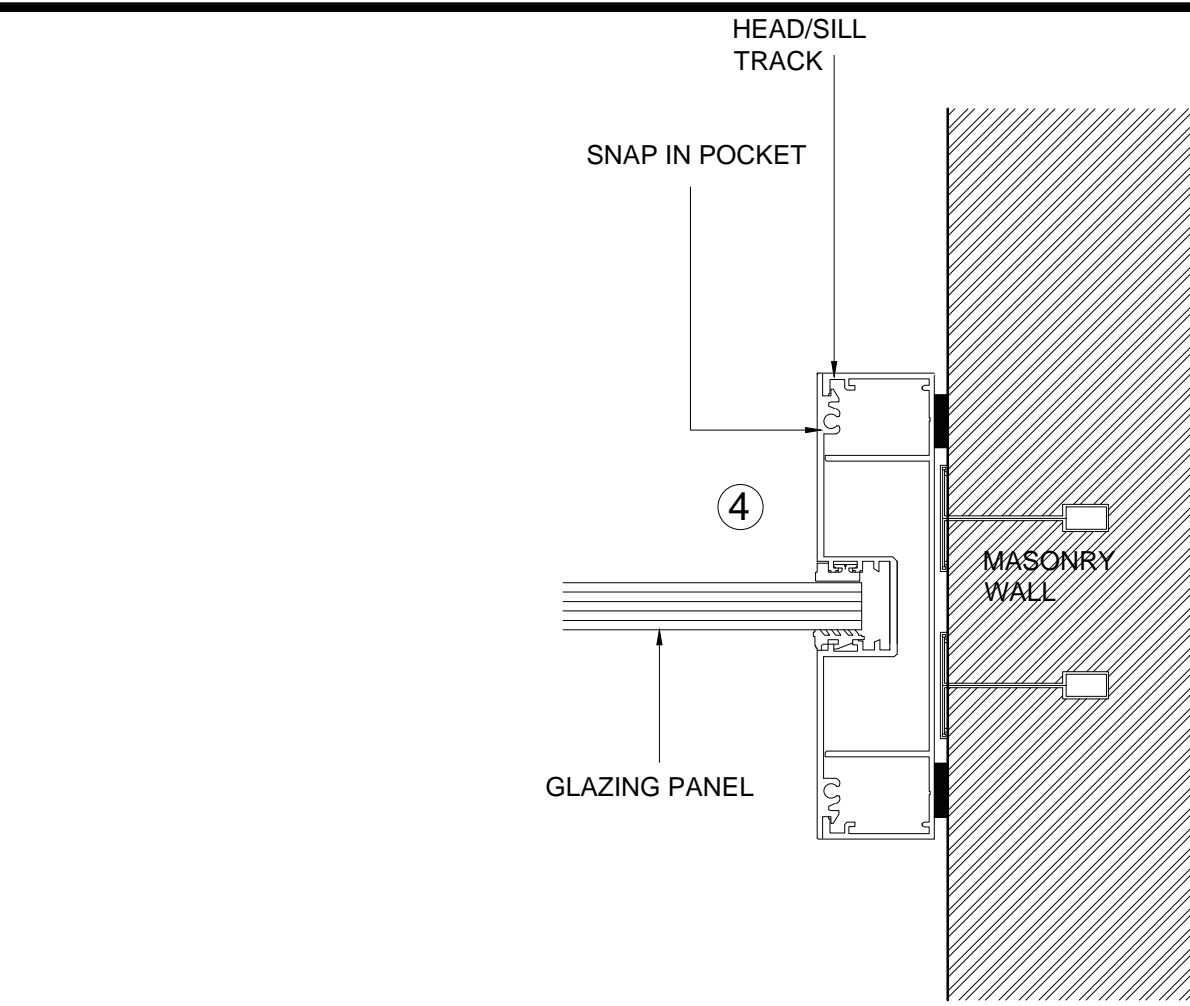 HEAD/SILL
TRACK
SNAP IN POCKET
4
MASONRY
WALL
GLAZING PANEL